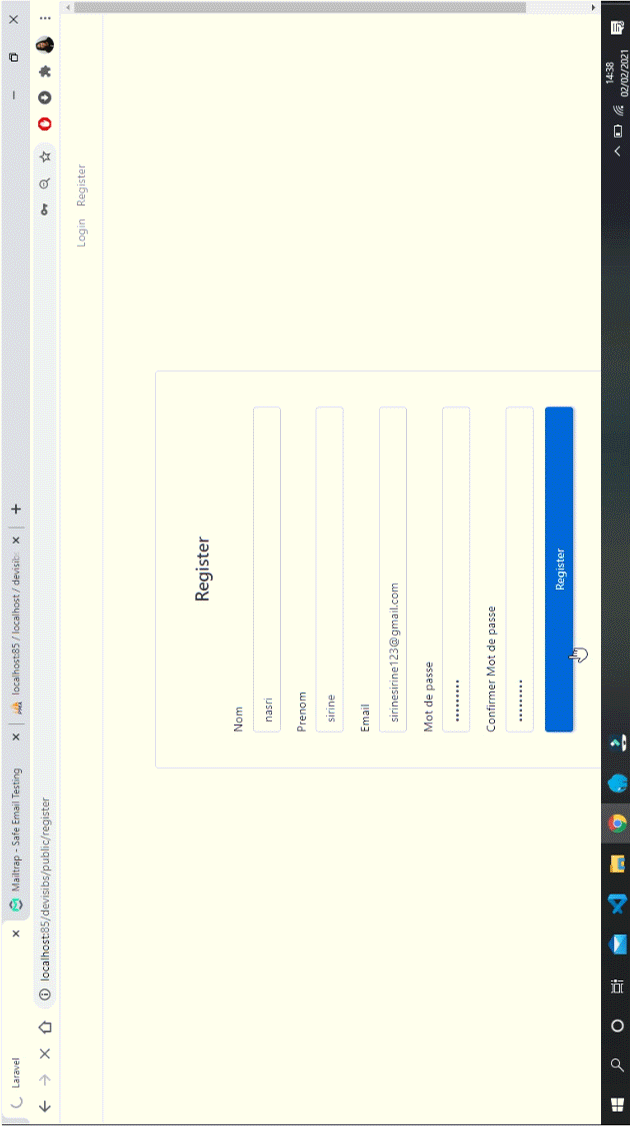 Laravel
Mailtrap - Safe Email Testing
localhost:85 / localhost / devisib
localhost:85/devisibs/public/register
Login Register
Register
Nom
nasri
Prenom
sirine
Email
sirinesirine123@gmail.com
Mot de passe
Confirmer Mot de passe
Register
14:38
02/02/2021